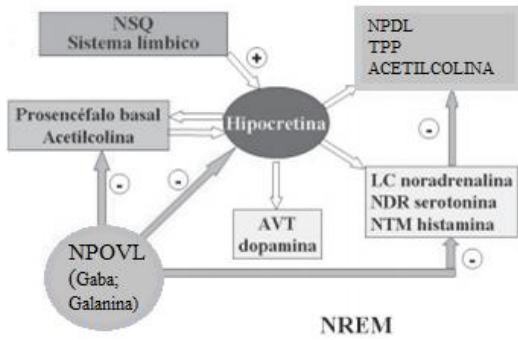 NSQ
Sistema límbico
NPDL
TPP
ACETILCOLINA
+
Prosencéfalo basal
Acetilcolina
Hipocretina
-
-
-
LC noradrenalina
NDR serotonina
NTM histamina
AVT
dopamina
NPOVL
(Gaba;
Galanina)
-
NREM